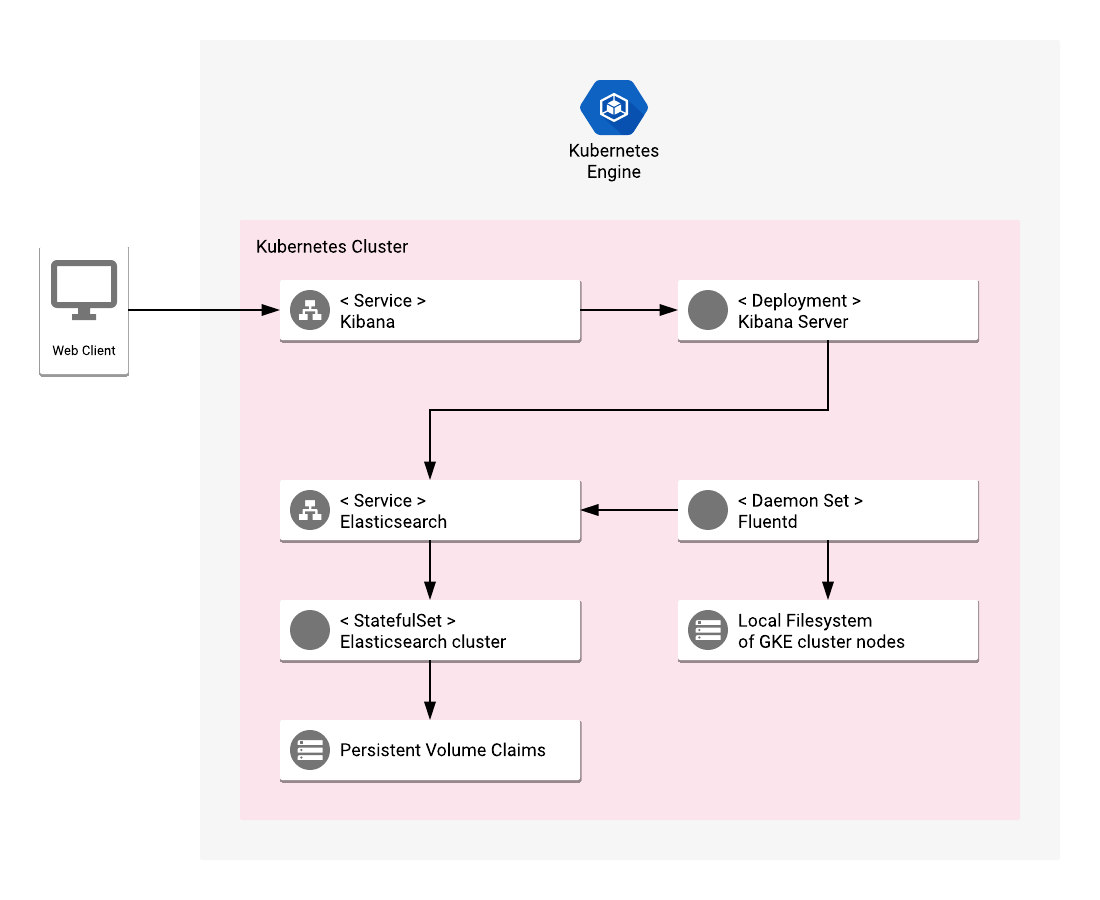 Kubernetes
Engine
Kubernetes Cluster
Web Client
< Service >
Kibana
< Deployment >
Kibana Server
< Service >
Elasticsearch
< Daemon Set >
Fluentd
< StatefulSet >
Elasticsearch cluster
Local Filesystem
of GKE cluster nodes
Persistent Volume Claims